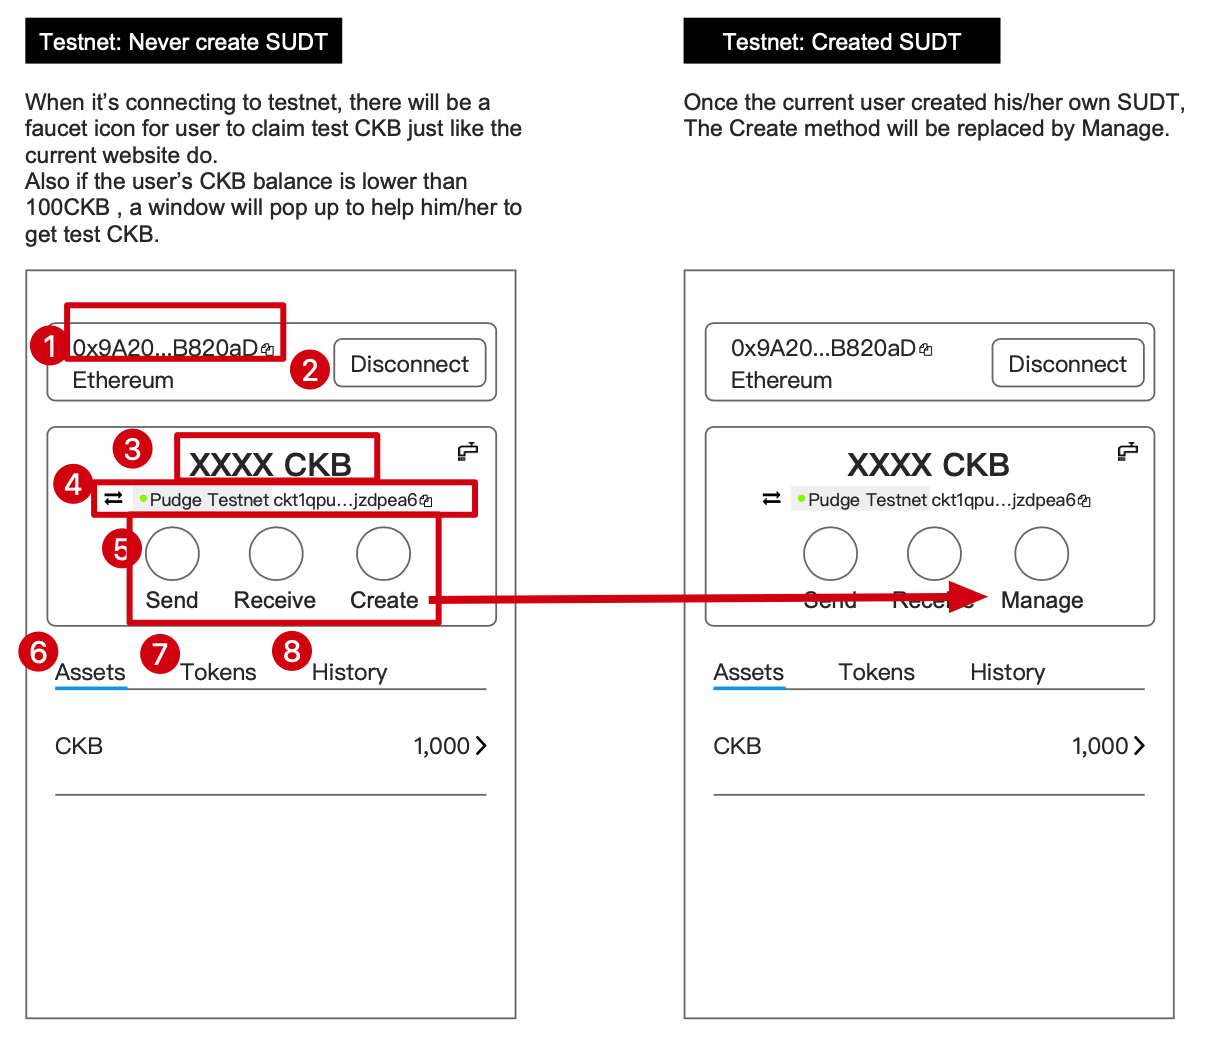 Testnet: Never create SUDT
When it’s connecting to testnet, there will be a
faucet icon for user to claim test CKB just like the
current website do.
Also if the user’s CKB balance is lower than
100CKB , a window will pop up to help him/her to
get test CKB.
1
0x9A20...B820aD
Ethereum
2
Disconnect
3
XXXX CKB
4
Pudge Testnet ckt1qpu...jzdpea6
5
Send Receive Create
6 7 8
Assets Tokens History
CKB 1,000
Testnet: Created SUDT
Once the current user created his/her own SUDT,
The Create method will be replaced by Manage.
0x9A20...B820aD
Ethereum
Disconnect
XXXX CKB
Pudge Testnet ckt1qpu...jzdpea6
Send Receive Manage
Assets Tokens History
CKB 1,000